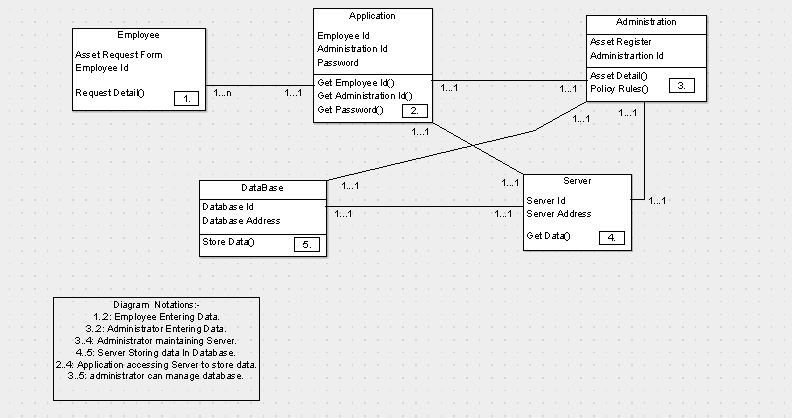 Employee
Asset Request Form
Employee Id
Request Detail()
1.
Application
Employee Id
Administration Id
Password
Get Employee Id()
Get Administration Id()
Get Password()
2.
Administration
Asset Register
Administrartion Id
Asset Detail()
Policy Rules()
3.
1...n
1...1
1...1
1...1
1...1
1...1
1...1
1...1
1...1
1...1
1...1
1...1
DataBase
Database Id
Database Address
Store Data()
5.
Server
Server Id
Server Address
Get Data()
4.
Diagram Notations:-
1..2: Employee Entering Data.
3..2: Administrator Entering Data.
3..4: Administrator maintaining Server.
4..5: Server Storing data In Database.
2..4: Application accessing Server to store data.
3..5: administrator can manage database.